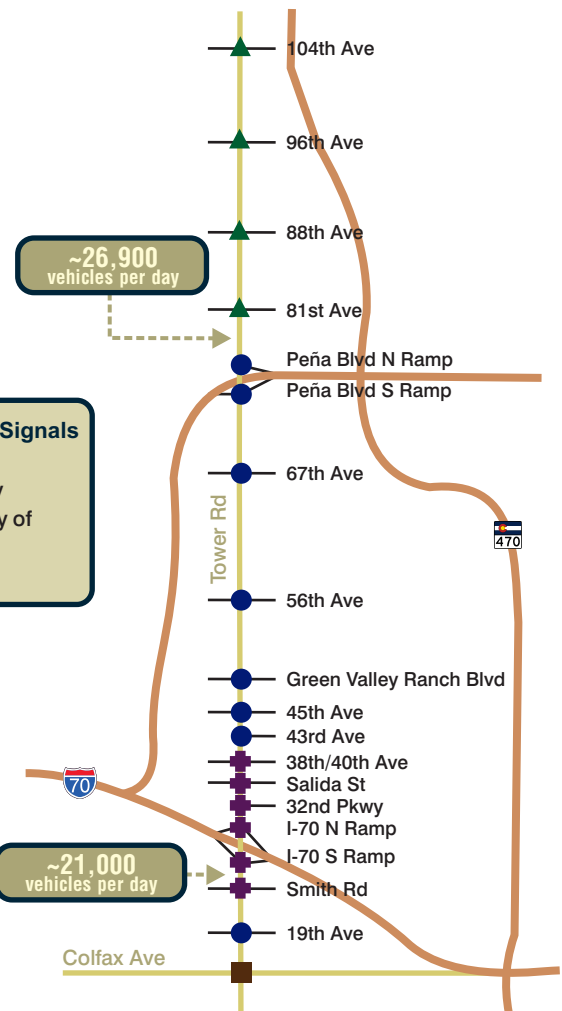 104th Ave
96th Ave
88th Ave
~26,900
vehicles per day
81st Ave
Peña Blvd N Ramp
Peña Blvd S Ramp
Signals
67th Ave
y of
Tower Rd
470
56th Ave
Green Valley Ranch Blvd
45th Ave
43rd Ave
38th/40th Ave
70
Salida St
32nd Pkwy
I-70 N Ramp
~21,000
vehicles per day
I-70 S Ramp
Smith Rd
19th Ave
Colfax Ave